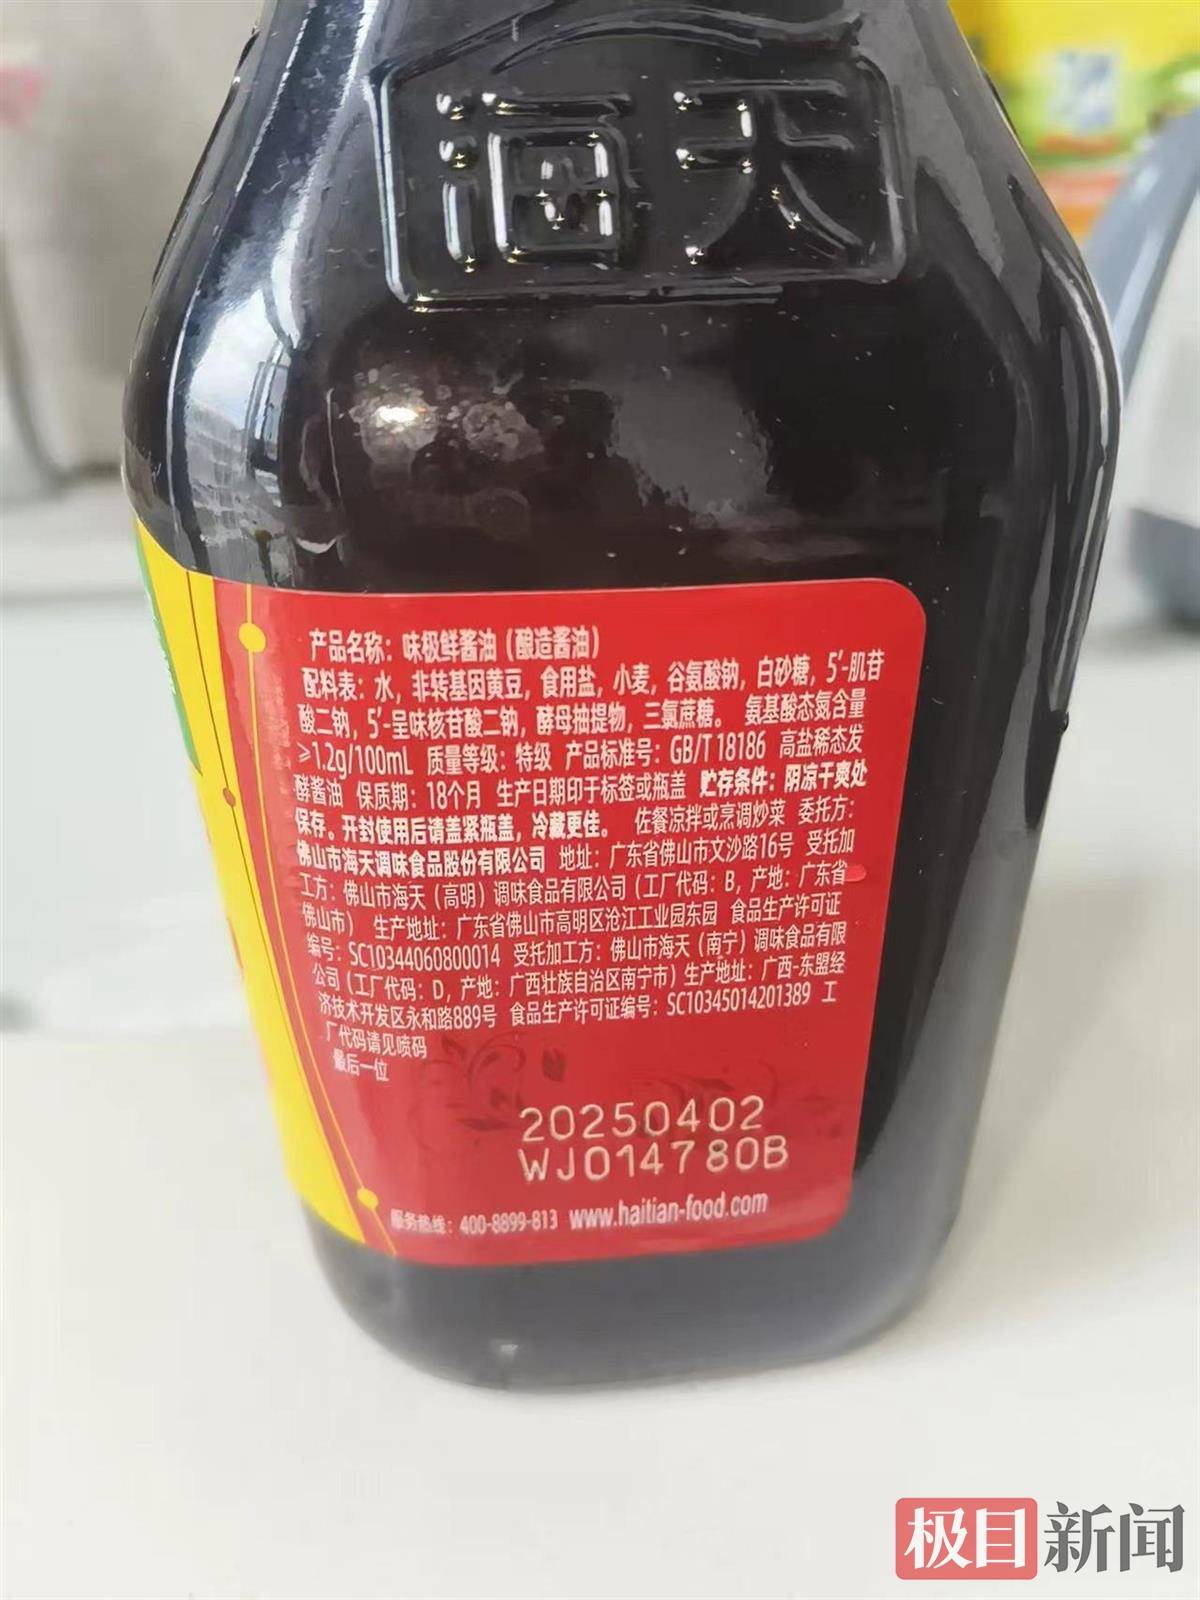 海天
产品名称：味极鲜酱油（酿造酱油）
配料表：水，非转基因黄豆，食用盐，小麦，谷氨酸钠，白砂糖，5′-肌苷
酸二钠，5′-呈味核苷酸二钠，酵母抽提物，三氯蔗糖。 氨基酸态氮含量
≥1.2g/100mL 质量等级：特级 产品标准号：GB/T 18186 高盐稀态发
酵酱油 保质期：18个月 生产日期印于标签或瓶盖 贮存条件：阴凉干爽处
保存。开封使用后请盖紧瓶盖，冷藏更佳。 佐餐凉拌或烹调炒菜 委托方：
佛山市海天调味食品股份有限公司 地址：广东省佛山市文沙路16号 受托加
工方：佛山市海天（高明）调味食品有限公司（工厂代码：B，产地：广东省
佛山市） 生产地址：广东省佛山市高明区沧江工业园东园 食品生产许可证
编号：SC10344060800014 受托加工方：佛山市海天（南宁）调味食品有限
公司（工厂代码：D，产地：广西壮族自治区南宁市）生产地址：广西-东盟经
济技术开发区永和路889号 食品生产许可证编号：SC10345014201389 工
厂代码请见喷码
最后一位
20250402
WJ014780B
服务热线：400-8899-813 www.haitian-food.com
极目新闻